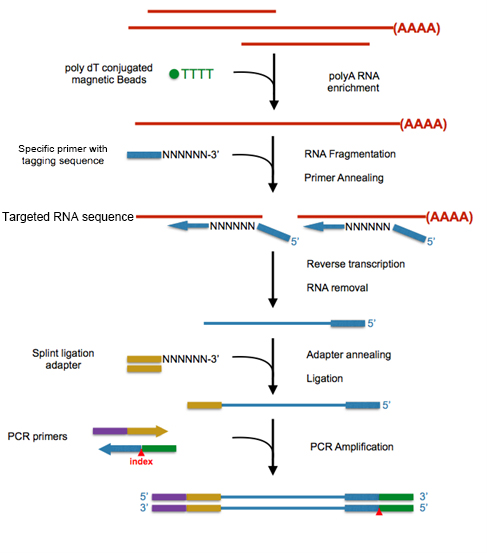 (AAAA)
poly dT conjugated
magnetic Beads
TTTT
polyA RNA
enrichment
(AAAA)
Specific primer with
tagging sequence
NNNNNN-3'
RNA Fragmentation
Primer Annealing
Targeted RNA sequence
(AAAA)
NNNNNN
5'
NNNNNN
5'
Reverse transcription
RNA removal
5'
Splint ligation
adapter
NNNNNN-3'
Adapter annealing
Ligation
5'
PCR primers
index
PCR Amplification
5'
3'
3'
5'